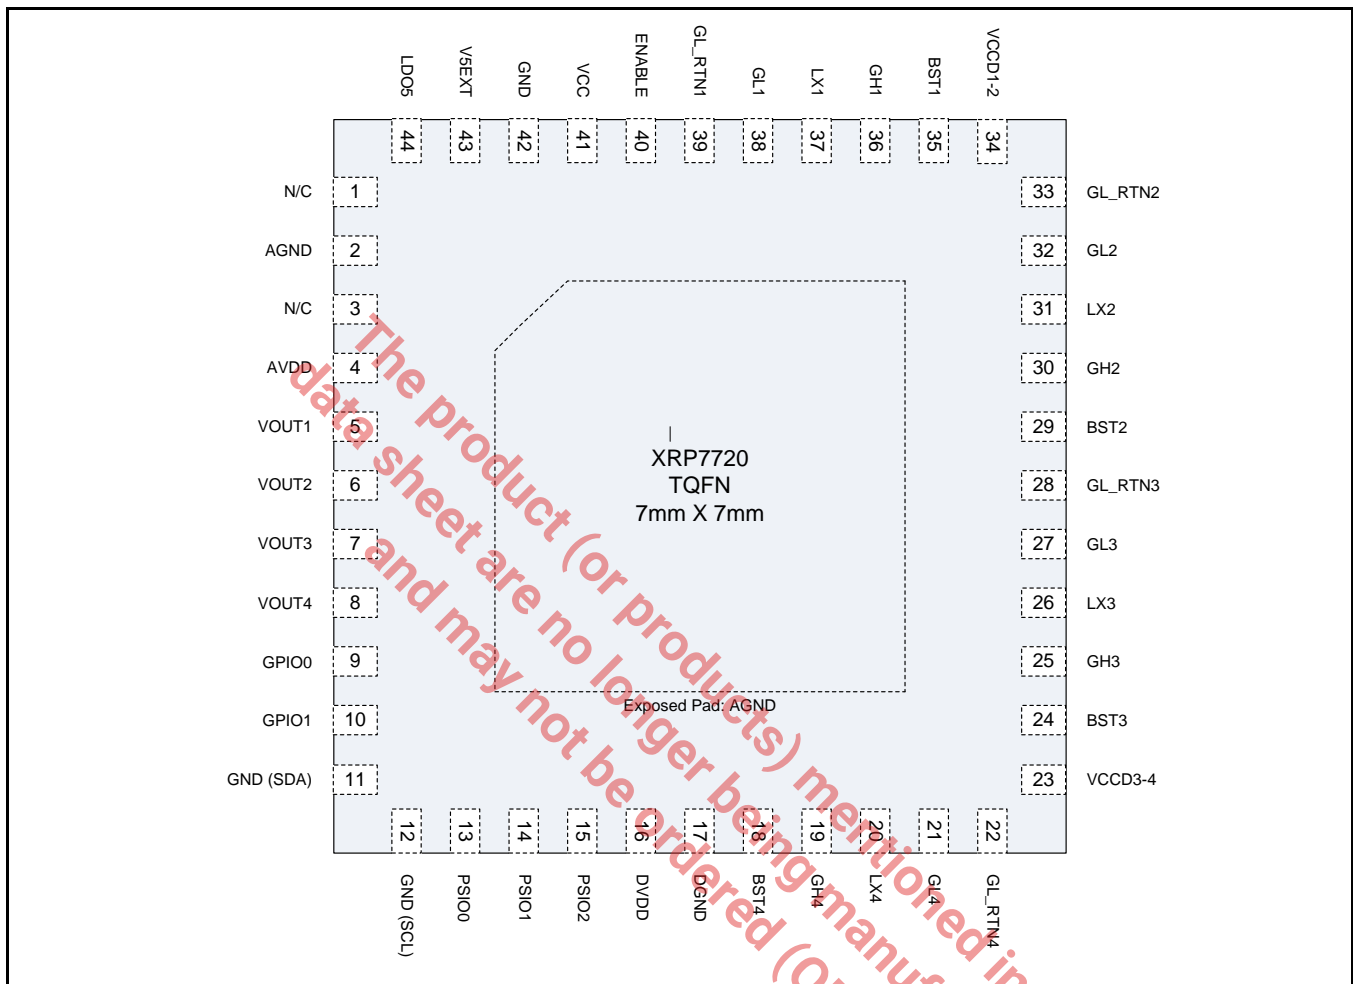 LDO5
V5EXT
GND
VCC
ENABLE
GL_RTN1
GL1
LX1
GH1
BST1
VCCD1-2
44
43
42
41
40
39
38
37
36
35
34
N/C 1
33 GL_RTN2
AGND 2
32 GL2
N/C 3
31 LX2
AVDD 4
30 GH2
VOUT1 5
29 BST2
VOUT2 6
28 GL_RTN3
VOUT3 7
27 GL3
VOUT4 8
26 LX3
GPIO0 9
25 GH3
GPIO1 10
24 BST3
GND (SDA) 11
23 VCCD3-4
XRP7720
TQFN
7mm X 7mm
Exposed Pad: AGND
12
13
14
15
16
17
18
19
20
21
22
GND (SCL)
PSIO0
PSIO1
PSIO2
DVDD
DGND
BST4
GH4
LX4
GL4
GL_RTN4
The product (or products) mentioned in
data sheet are no longer being manuf
and may not be ordered (O